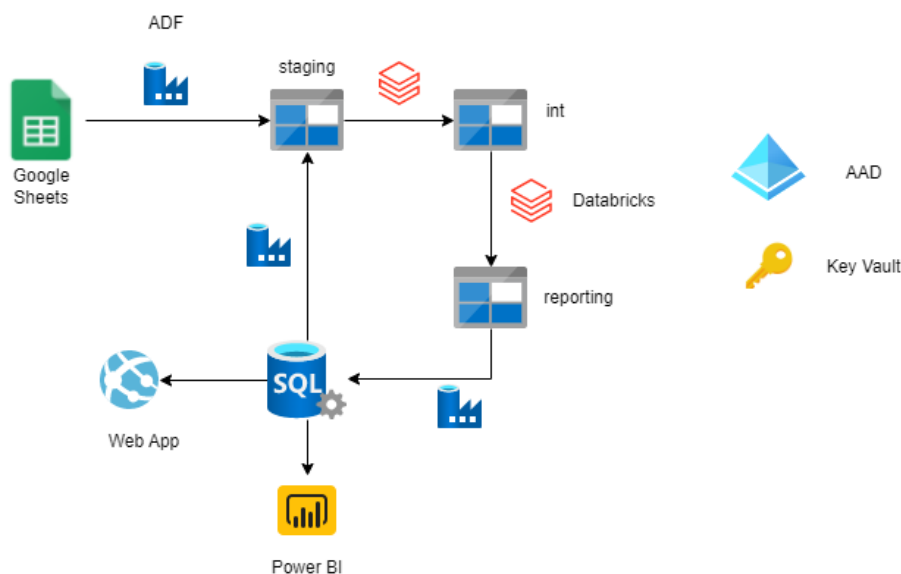 ADF
staging
int
Google
Sheets
AAD
Databricks
Key Vault
reporting
SQL
Web App
Power BI